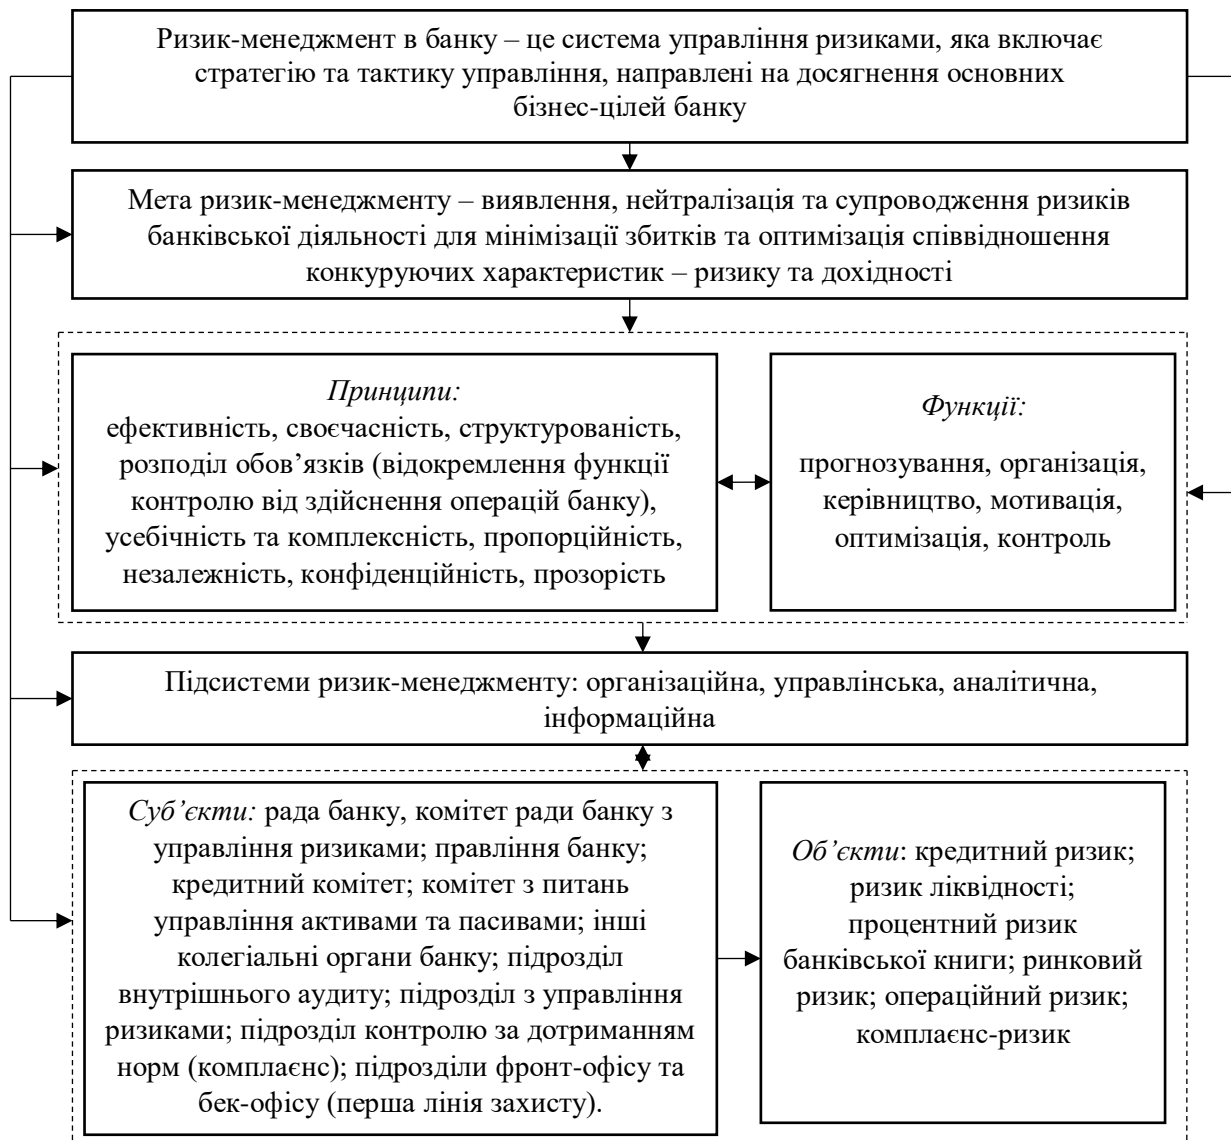 Ризик-менеджмент в банку – це система управління ризиками, яка включає
стратегію та тактику управління, направлені на досягнення основних
бізнес-цілей банку
Мета ризик-менеджменту – виявлення, нейтралізація та супроводження ризиків
банківської діяльності для мінімізації збитків та оптимізація співвідношення
конкуруючих характеристик – ризику та дохідності
Принципи:
ефективність, своєчасність, структурованість,
розподіл обов’язків (відокремлення функції
контролю від здійснення операцій банку),
усебічність та комплексність, пропорційність,
незалежність, конфіденційність, прозорість
Функції:
прогнозування, організація,
керівництво, мотивація,
оптимізація, контроль
Підсистеми ризик-менеджменту: організаційна, управлінська, аналітична,
інформаційна
Суб’єкти: рада банку, комітет ради банку з
управління ризиками; правління банку;
кредитний комітет; комітет з питань
управління активами та пасивами; інші
колегіальні органи банку; підрозділ
внутрішнього аудиту; підрозділ з управління
ризиками; підрозділ контролю за дотриманням
норм (комплаєнс); підрозділи фронт-офісу та
бек-офісу (перша лінія захисту).
Об’єкти: кредитний ризик;
ризик ліквідності;
процентний ризик
банківської книги; ринковий
ризик; операційний ризик;
комплаєнс-ризик